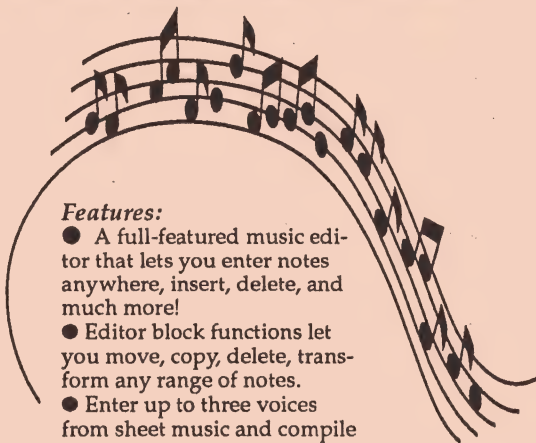 Features:
● A full-featured music edi-
tor that lets you enter notes
anywhere, insert, delete, and
much more!
● Editor block functions let
you move, copy, delete, trans-
form any range of notes.
● Enter up to three voices
from sheet music and compile